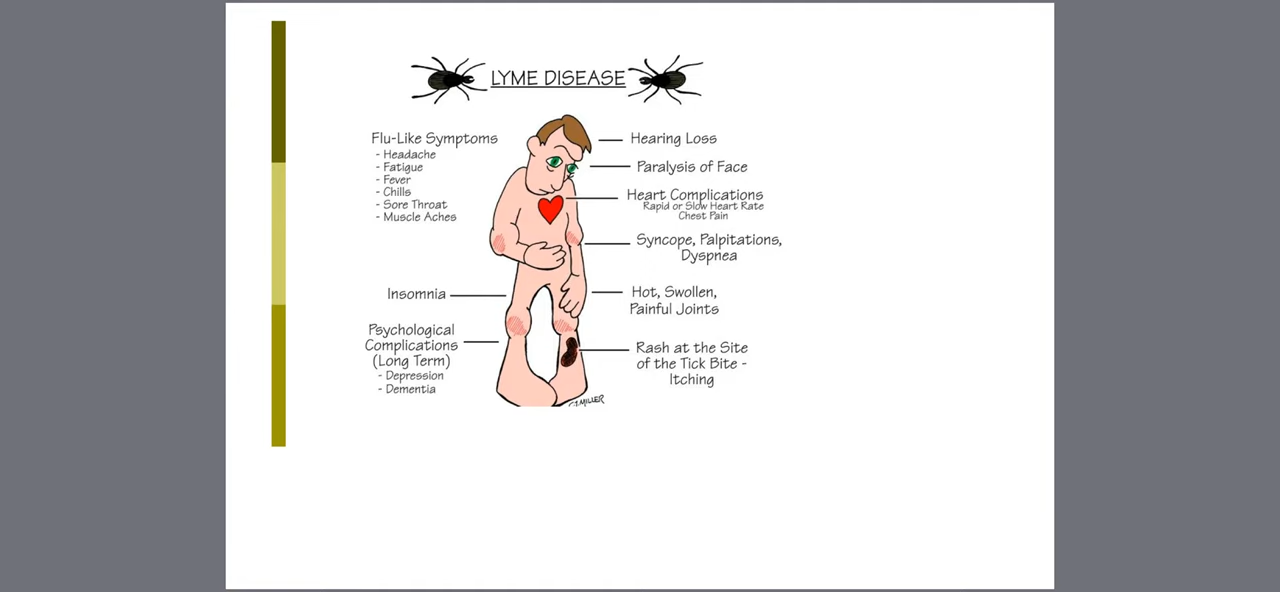 LYME DISEASE
Flu-Like Symptoms
- Headache
- Fatigue
- Fever
- Chills
- Sore Throat
- Muscle Aches
Insomnia
Psychological
Complications
(Long Term)
- Depression
- Dementia
Hearing Loss
Paralysis of Face
Heart Complications
Rapid or Slow Heart Rate
Chest Pain
Syncope, Palpitations,
Dyspnea
Hot, Swollen,
Painful Joints
Rash at the Site
of the Tick Bite -
Itching
CJMILLER